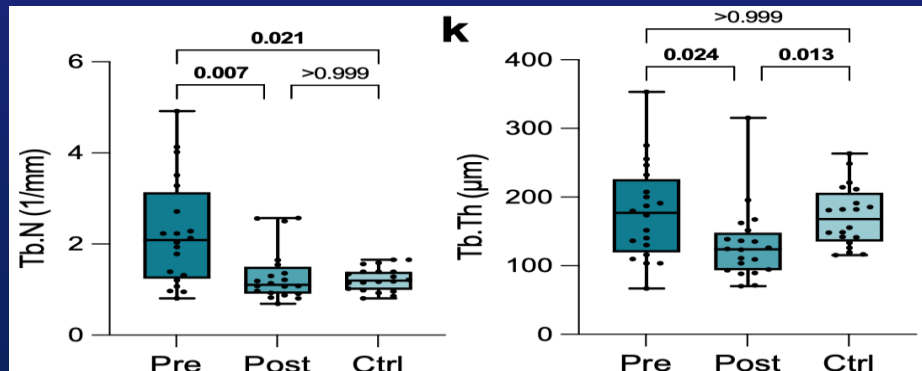 0.021
0.007
>0.999
Tb.N (1/mm)
6
4
2
0
Pre
Post
Ctrl
k
>0.999
0.024
0.013
Tb.Th (μm)
400
300
200
100
0
Pre
Post
Ctrl